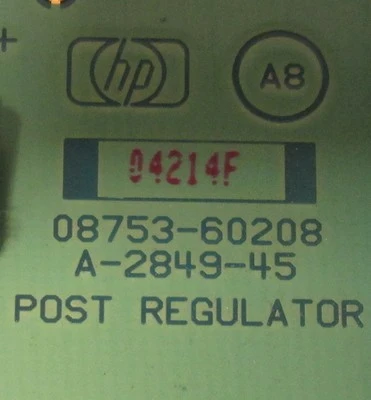 +
hp A8
04214F
08753-60208
A-2849-45
POST REGULATOR